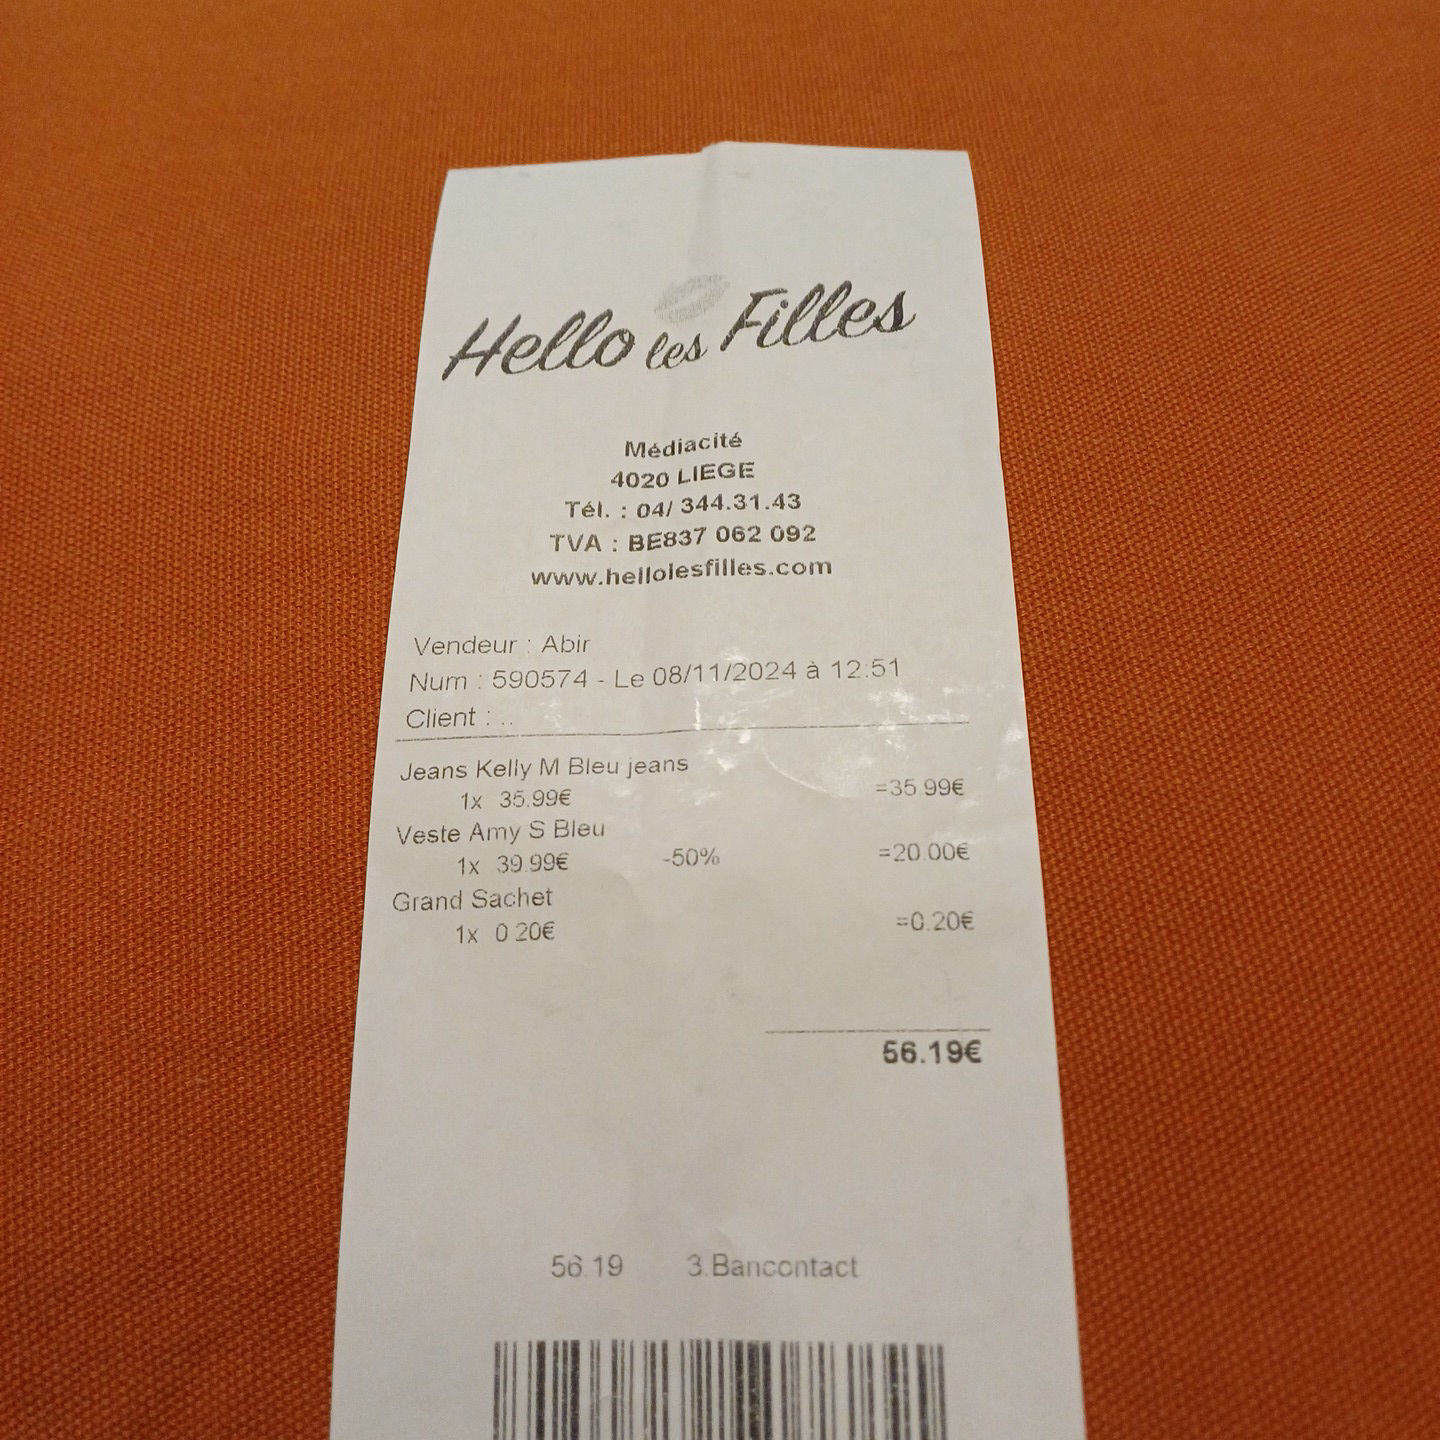 Hello les Filles
Médiacité
4020 LIEGE
Tél. : 04/ 344.31.43
TVA : BE837 062 092
www.hellolesfilles.com
Vendeur : Abir
Num : 590574 - Le 08/11/2024 à 12:51
Client : ..
Jeans Kelly M Bleu jeans
1x 35.99€ =35.99€
Veste Amy S Bleu
1x 39.99€ -50% =20.00€
Grand Sachet
1x 0.20€ =0.20€
56.19€
56.19 3.Bancontact